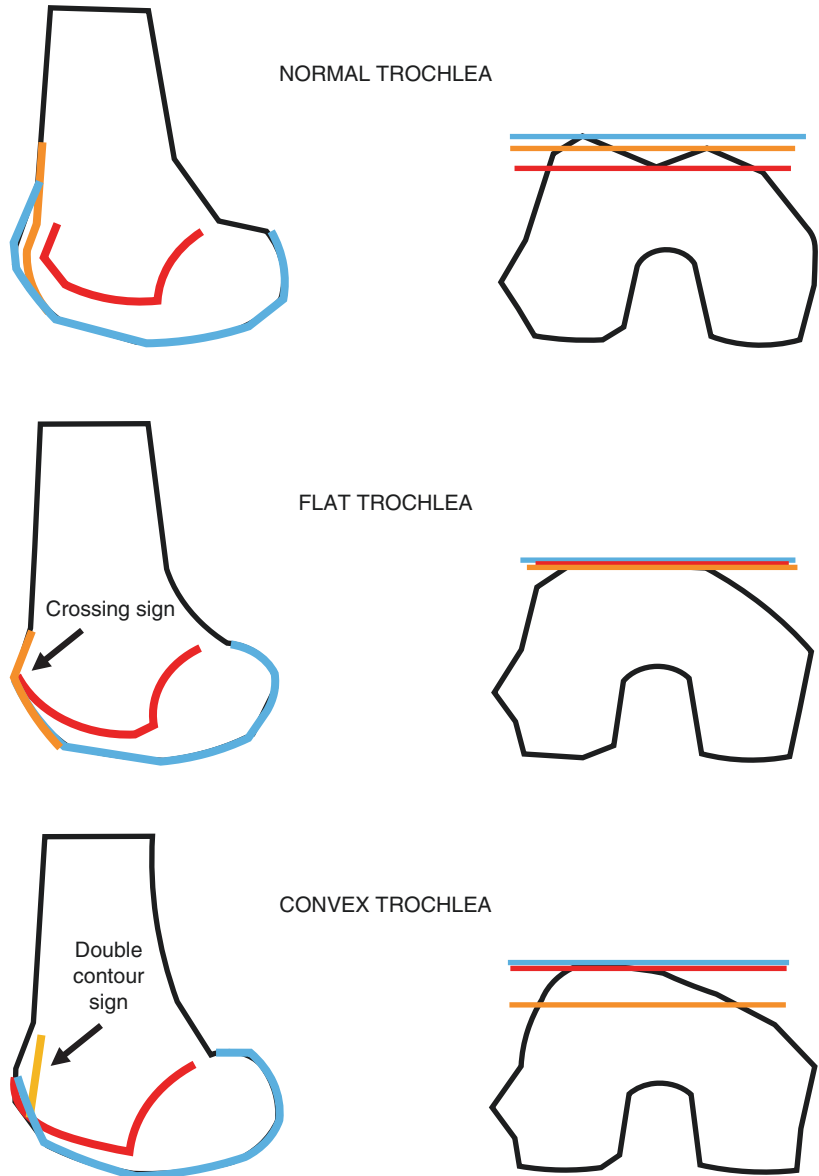 NORMAL TROCHLEA
FLAT TROCHLEA
Crossing sign
CONVEX TROCHLEA
Double
contour
sign